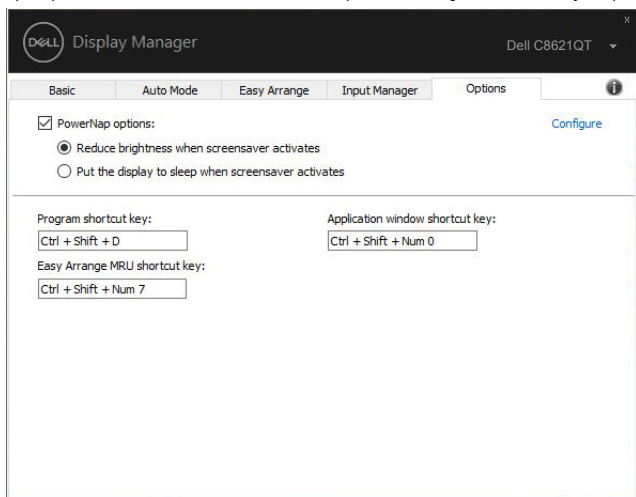 x
DELL Display Manager
Dell C8621QT
Basic Auto Mode Easy Arrange Input Manager Options
PowerNap options: Configure
Reduce brightness when screensaver activates
Put the display to sleep when screensaver activates
Program shortcut key: Application window shortcut key:
Ctrl + Shift + D Ctrl + Shift + Num 0
Easy Arrange MRU shortcut key:
Ctrl + Shift + Num 7